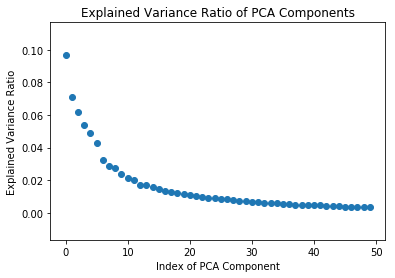 Explained Variance Ratio of PCA Components
0.10
0.08
0.06
0.04
0.02
0.00
Explained Variance Ratio
0 10 20 30 40 50
Index of PCA Component